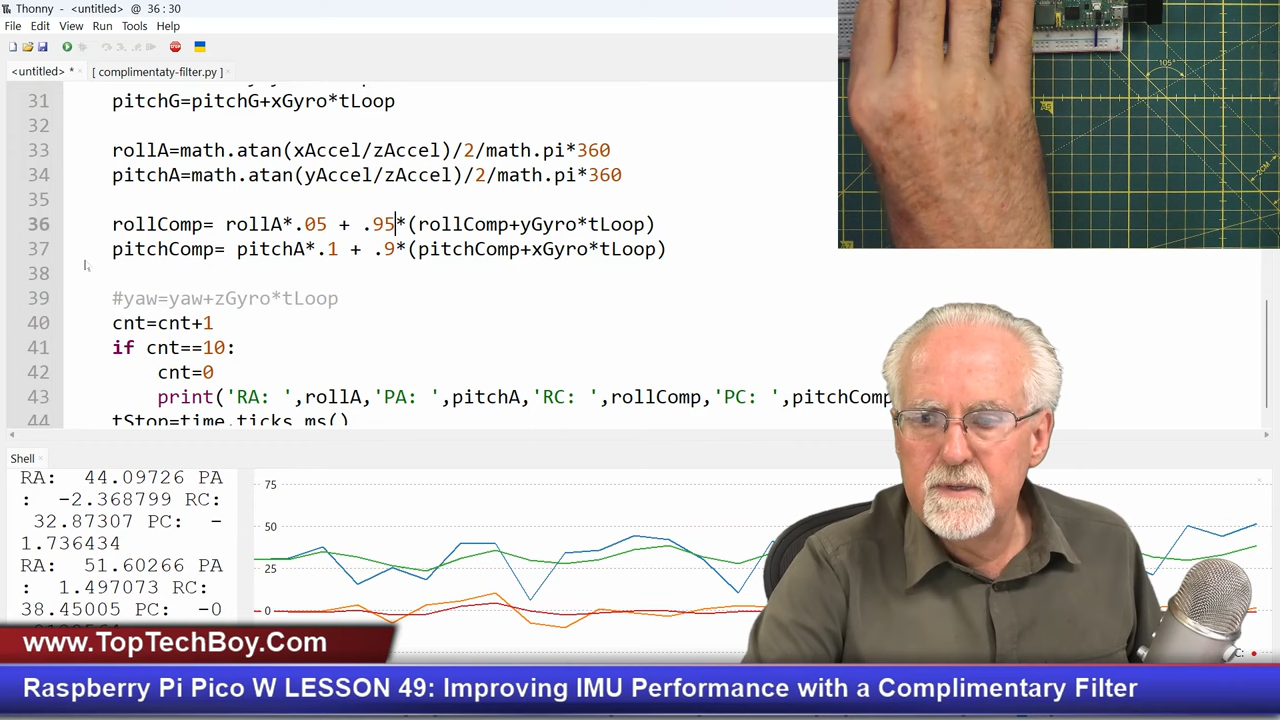 Thonny - <untitled> @ 36:30
File Edit View Run Tools Help
<untitled> * [ complimentaty-filter.py ]
31 pitchG=pitchG+xGyro*tLoop
32
33 rollA=math.atan(xAccel/zAccel)/2/math.pi*360
34 pitchA=math.atan(yAccel/zAccel)/2/math.pi*360
35
36 rollComp= rollA*.05 + .95*(rollComp+yGyro*tLoop)
37 pitchComp= pitchA*.1 + .9*(pitchComp+xGyro*tLoop)
38
39 #yaw=yaw+zGyro*tLoop
40 cnt=cnt+1
41 if cnt==10:
42 cnt=0
43 print('RA: ',rollA,'PA: ',pitchA,'RC: ',rollComp,'PC: ',pitchComp
44 tStop=time.ticks_ms()
105°
2CM
Shell
RA: 44.09726 PA
: -2.368799 RC:
32.87307 PC: -
1.736434
RA: 51.60266 PA
: 1.497073 RC:
38.45005 PC: -0
75
50
25
0
C:
www.TopTechBoy.Com
Raspberry Pi Pico W LESSON 49: Improving IMU Performance with a Complimentary Filter